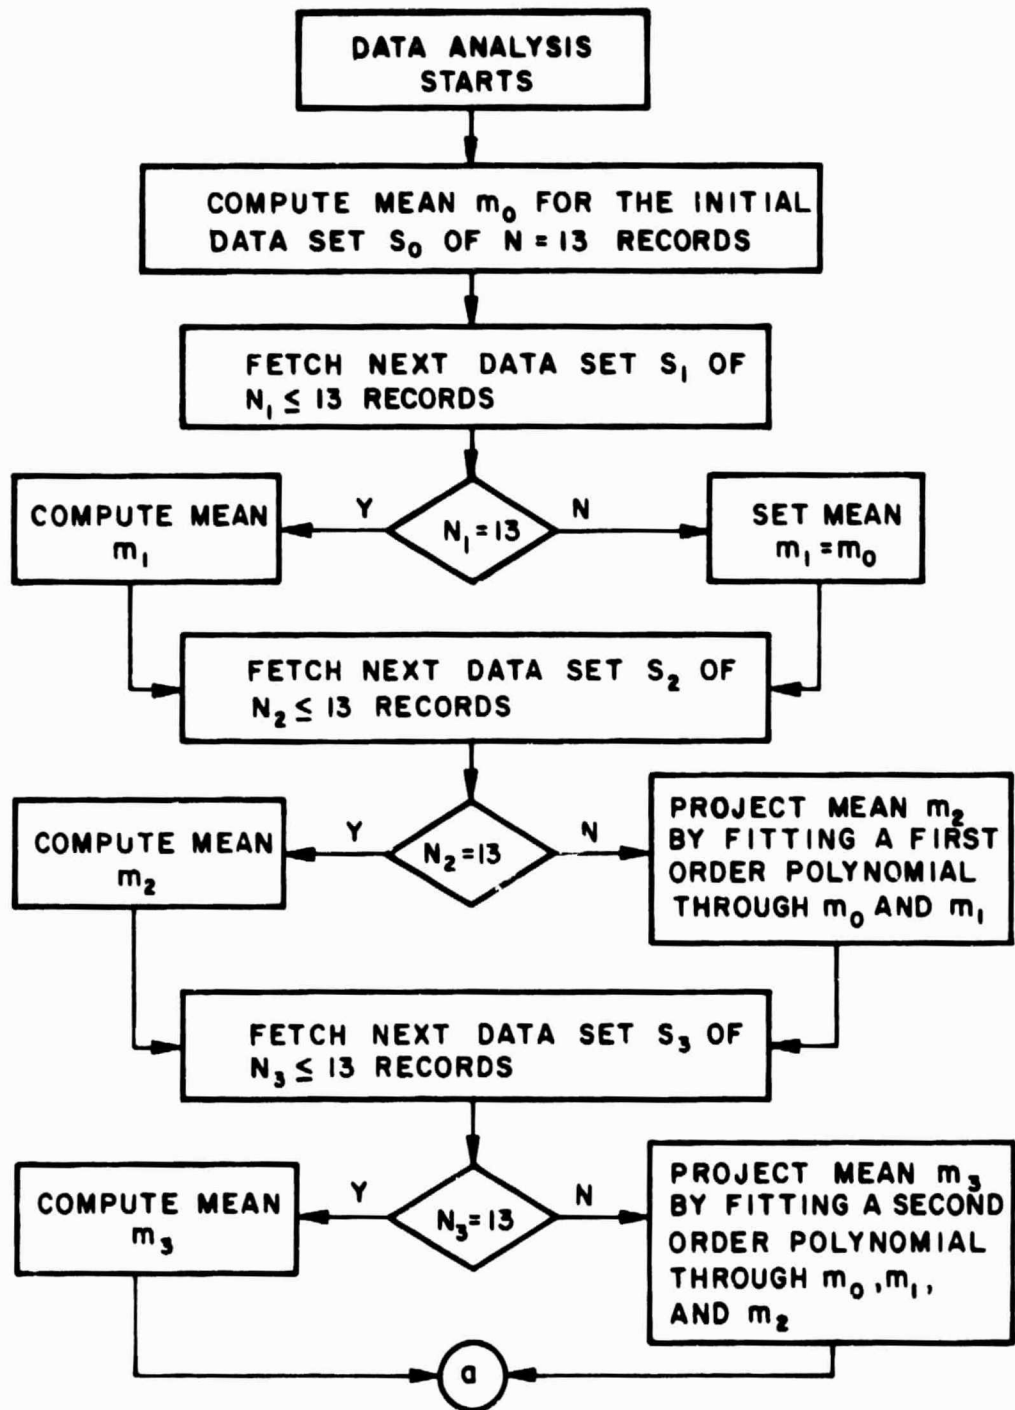 DATA ANALYSIS
STARTS
COMPUTE MEAN m₀ FOR THE INITIAL
DATA SET S₀ OF N = 13 RECORDS
FETCH NEXT DATA SET S₁ OF
N₁ ≤ 13 RECORDS
COMPUTE MEAN
m₁
Y
N₁ = 13
N
SET MEAN
m₁ = m₀
FETCH NEXT DATA SET S₂ OF
N₂ ≤ 13 RECORDS
COMPUTE MEAN
m₂
Y
N₂ = 13
N
PROJECT MEAN m₂
BY FITTING A FIRST
ORDER POLYNOMIAL
THROUGH m₀ AND m₁
FETCH NEXT DATA SET S₃ OF
N₃ ≤ 13 RECORDS
COMPUTE MEAN
m₃
Y
N₃ = 13
N
PROJECT MEAN m₃
BY FITTING A SECOND
ORDER POLYNOMIAL
THROUGH m₀, m₁,
AND m₂
a